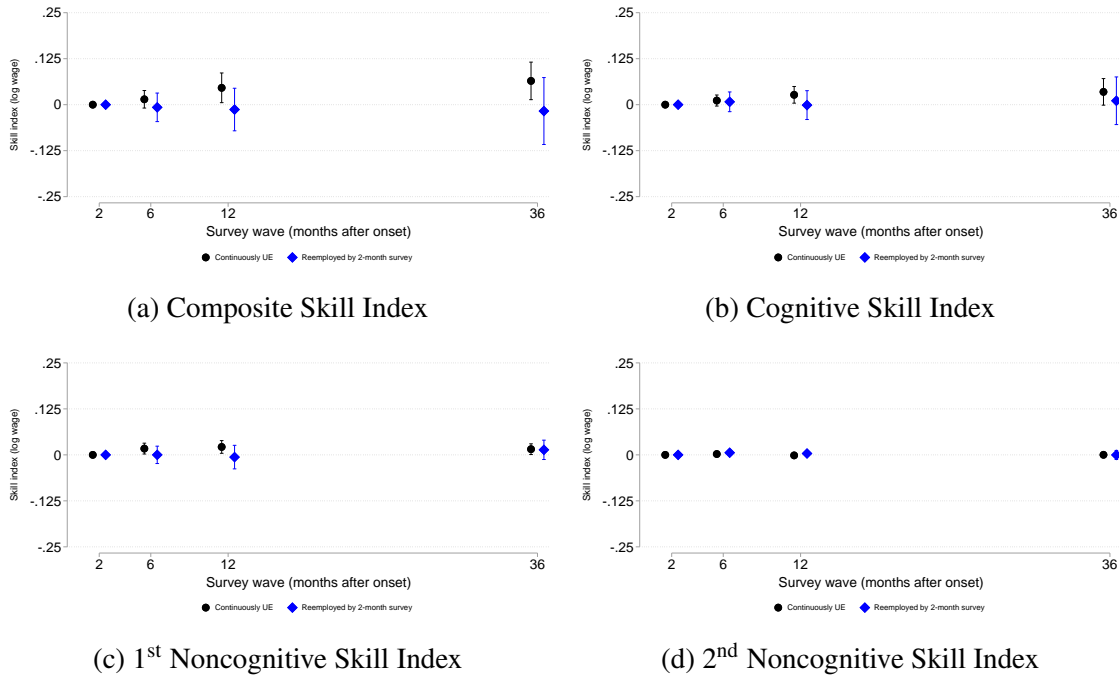 .25
.125
0
-.125
-.25
Skill index (log wage)
2 6 12 36
Survey wave (months after onset)
Continuously UE Reemployed by 2-month survey
(a) Composite Skill Index
.25
.125
0
-.125
-.25
Skill index (log wage)
2 6 12 36
Survey wave (months after onset)
Continuously UE Reemployed by 2-month survey
(b) Cognitive Skill Index
.25
.125
0
-.125
-.25
Skill index (log wage)
2 6 12 36
Survey wave (months after onset)
Continuously UE Reemployed by 2-month survey
(c) 1st Noncognitive Skill Index
.25
.125
0
-.125
-.25
Skill index (log wage)
2 6 12 36
Survey wave (months after onset)
Continuously UE Reemployed by 2-month survey
(d) 2nd Noncognitive Skill Index